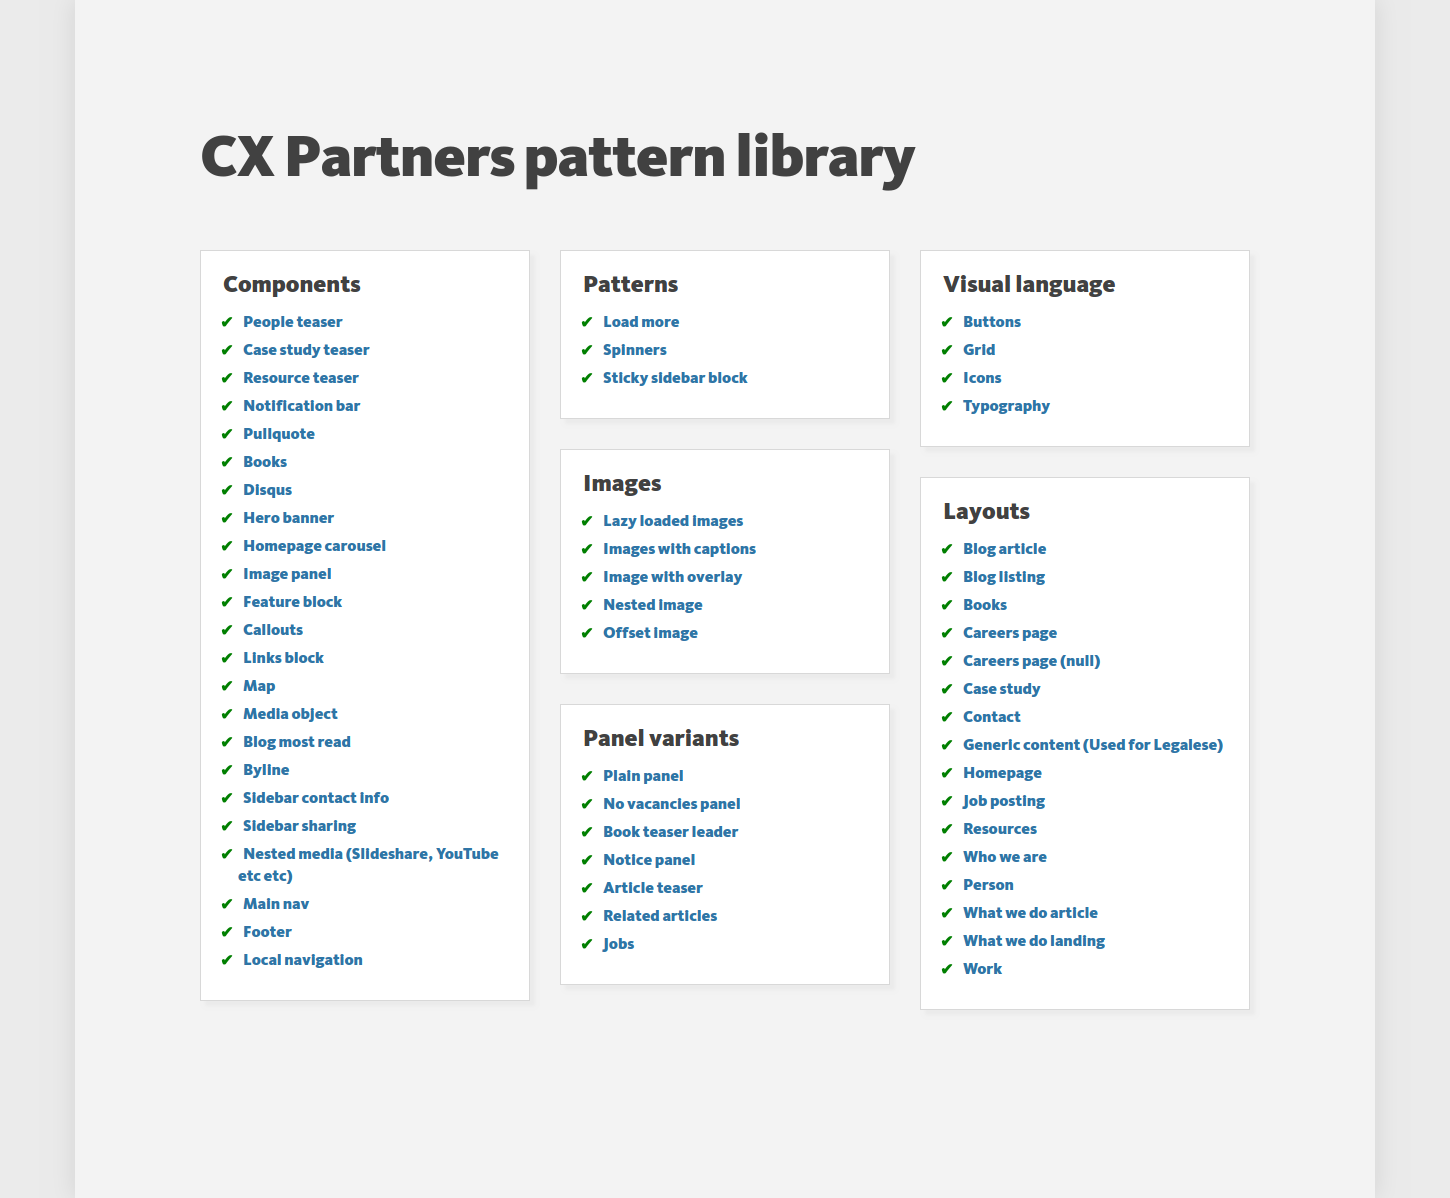 CX Partners pattern library
Components
✔ People teaser
✔ Case study teaser
✔ Resource teaser
✔ Notification bar
✔ Pullquote
✔ Books
✔ Disqus
✔ Hero banner
✔ Homepage carousel
✔ Image panel
✔ Feature block
✔ Callouts
✔ Links block
✔ Map
✔ Media object
✔ Blog most read
✔ Byline
✔ Sidebar contact info
✔ Sidebar sharing
✔ Nested media (Slideshare, YouTube
etc etc)
✔ Main nav
✔ Footer
✔ Local navigation
Patterns
✔ Load more
✔ Spinners
✔ Sticky sidebar block
Images
✔ Lazy loaded images
✔ Images with captions
✔ Image with overlay
✔ Nested image
✔ Offset image
Panel variants
✔ Plain panel
✔ No vacancies panel
✔ Book teaser leader
✔ Notice panel
✔ Article teaser
✔ Related articles
✔ Jobs
Visual language
✔ Buttons
✔ Grid
✔ Icons
✔ Typography
Layouts
✔ Blog article
✔ Blog listing
✔ Books
✔ Careers page
✔ Careers page (null)
✔ Case study
✔ Contact
✔ Generic content (Used for Legalese)
✔ Homepage
✔ Job posting
✔ Resources
✔ Who we are
✔ Person
✔ What we do article
✔ What we do landing
✔ Work